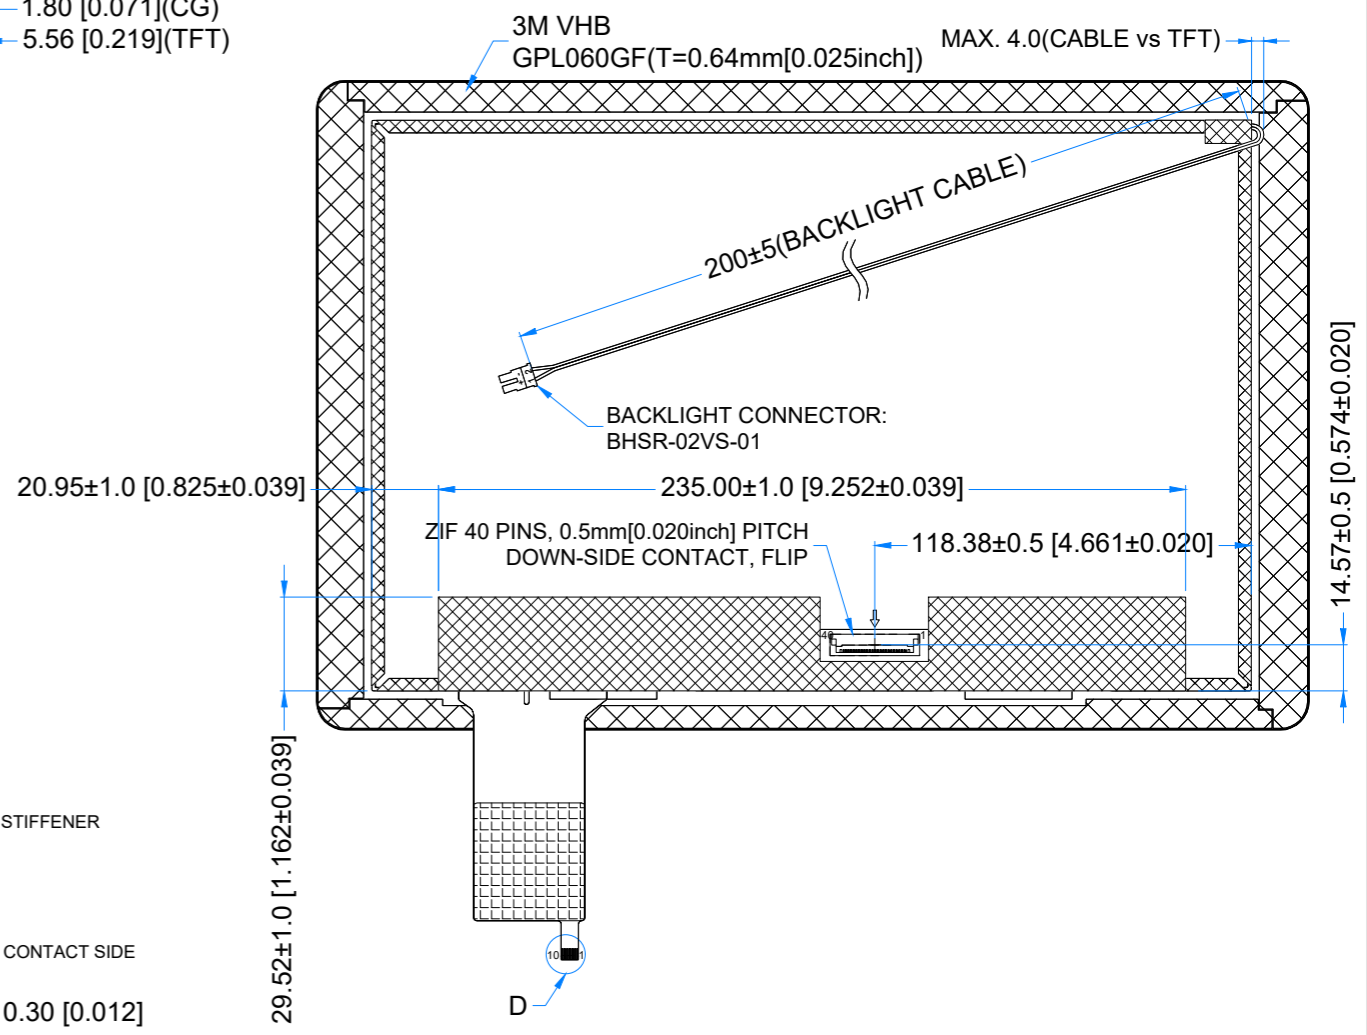 1.80 [0.071](CG)
5.56 [0.219](TFT)
3M VHB
GPL060GF(T=0.64mm[0.025inch])
MAX. 4.0(CABLE vs TFT)
200±5(BACKLIGHT CABLE)
2
1
BACKLIGHT CONNECTOR:
BHSR-02VS-01
20.95±1.0 [0.825±0.039]
235.00±1.0 [9.252±0.039]
ZIF 40 PINS, 0.5mm[0.020inch] PITCH
DOWN-SIDE CONTACT, FLIP
118.38±0.5 [4.661±0.020]
14.57±0.5 [0.574±0.020]
40
1
29.52±1.0 [1.162±0.039]
STIFFENER
CONTACT SIDE
0.30 [0.012]
10
1
D